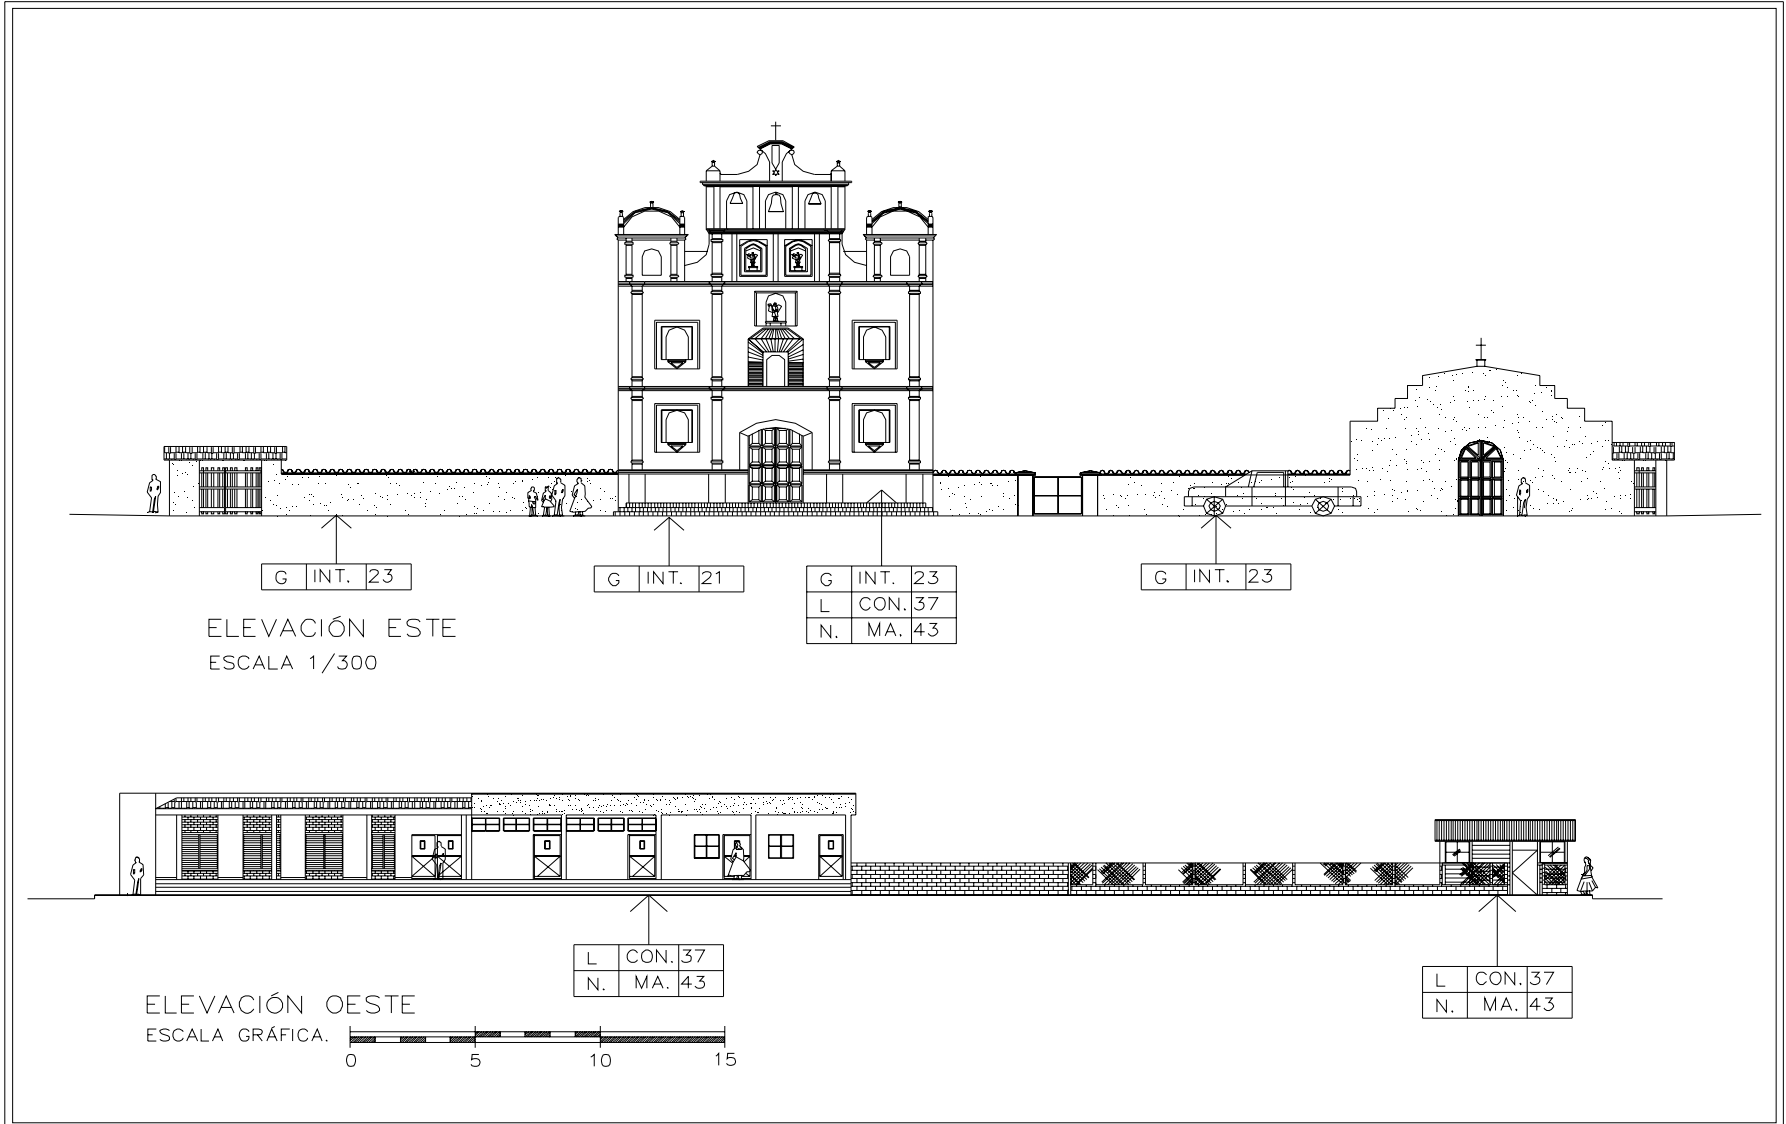 G INT. 23
G INT. 21
G INT. 23
L CON. 37
N. MA. 43
G INT. 23
ELEVACIÓN ESTE
ESCALA 1/300
L CON. 37
N. MA. 43
L CON. 37
N. MA. 43
ELEVACIÓN OESTE
ESCALA GRÁFICA.
0 5 10 15